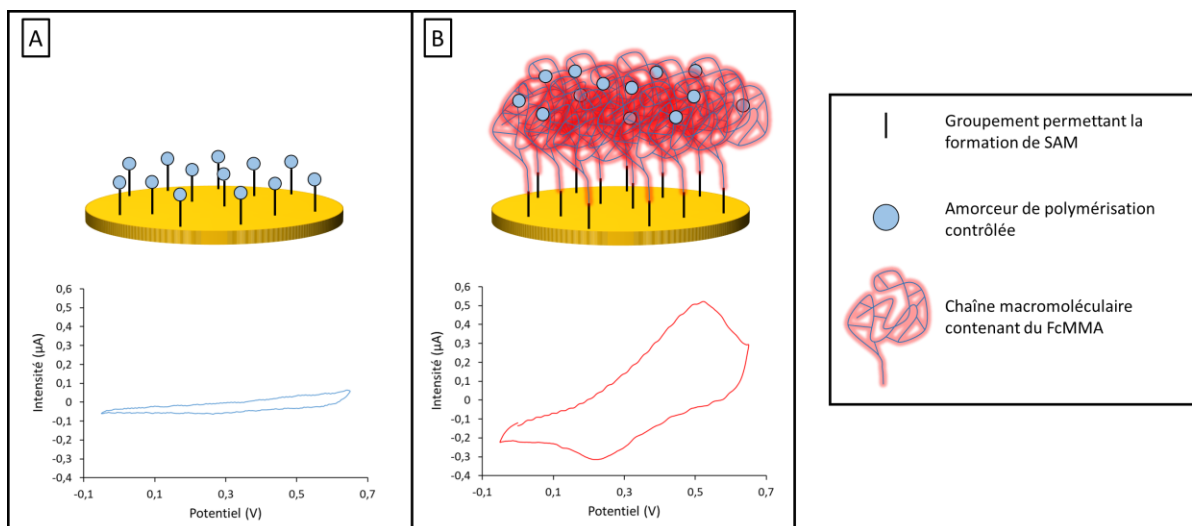 A
0,6
0,5
0,4
0,3
0,2
0,1
0
-0,1
-0,2
-0,3
-0,4
Intensité (µA)
-0,1 0,1 0,3 0,5 0,7
Potentiel (V)
B
0,6
0,5
0,4
0,3
0,2
0,1
0
-0,1
-0,2
-0,3
-0,4
Intensité (µA)
-0,1 0,1 0,3 0,5 0,7
Potentiel (V)
Groupement permettant la
formation de SAM
Amorceur de polymérisation
contrôlée
Chaîne macromoléculaire
contenant du FcMMA